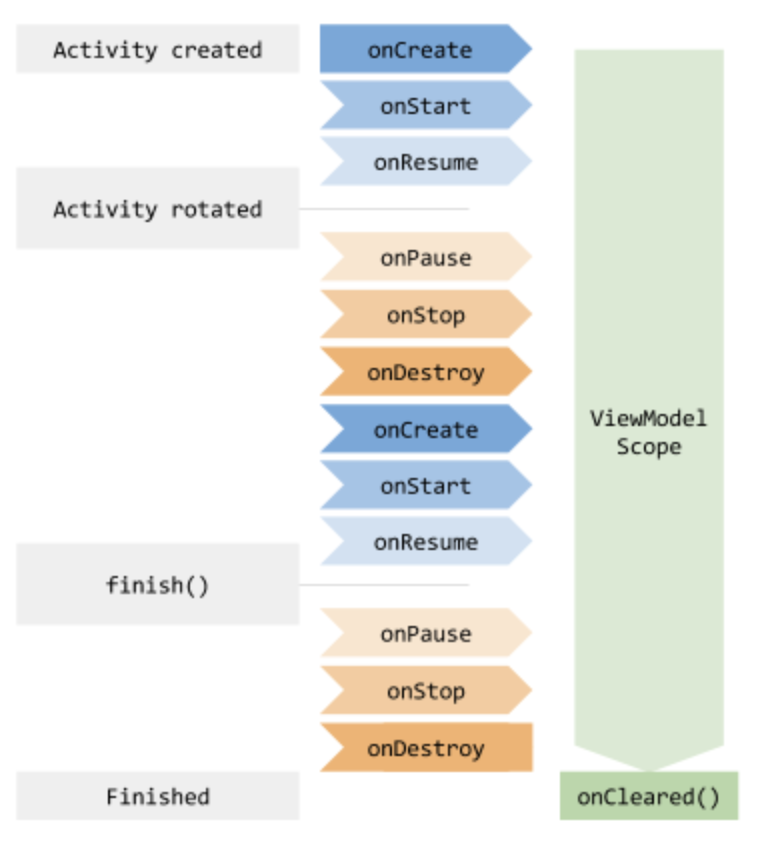 Activity created
onCreate
onStart
onResume
Activity rotated
onPause
onStop
onDestroy
onCreate
onStart
onResume
finish()
onPause
onStop
onDestroy
Finished
ViewModel
Scope
onCleared()